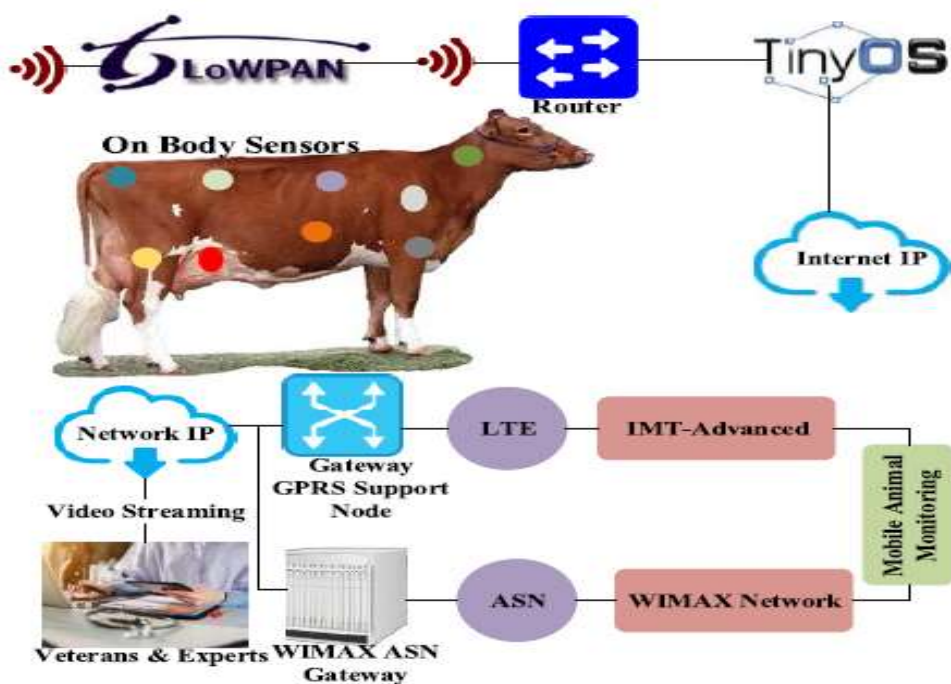 6LoWPAN
Router
TinyOS
On Body Sensors
Internet IP
Network IP
LTE
IMT-Advanced
Gateway
GPRS Support
Node
Mobile Animal
Monitoring
Video Streaming
ASN
WIMAX Network
Veterans & Experts
WIMAX ASN
Gateway